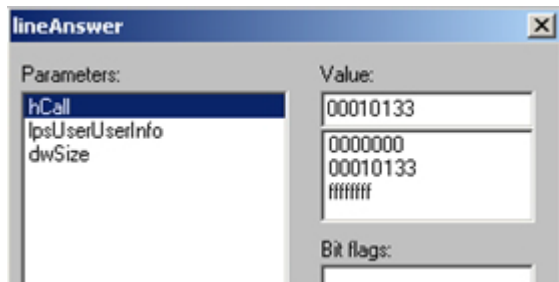 lineAnswer
Parameters:
hCall
lpsUserUserInfo
dwSize
Value:
00010133
0000000
00010133
ffffffff
Bit flags: